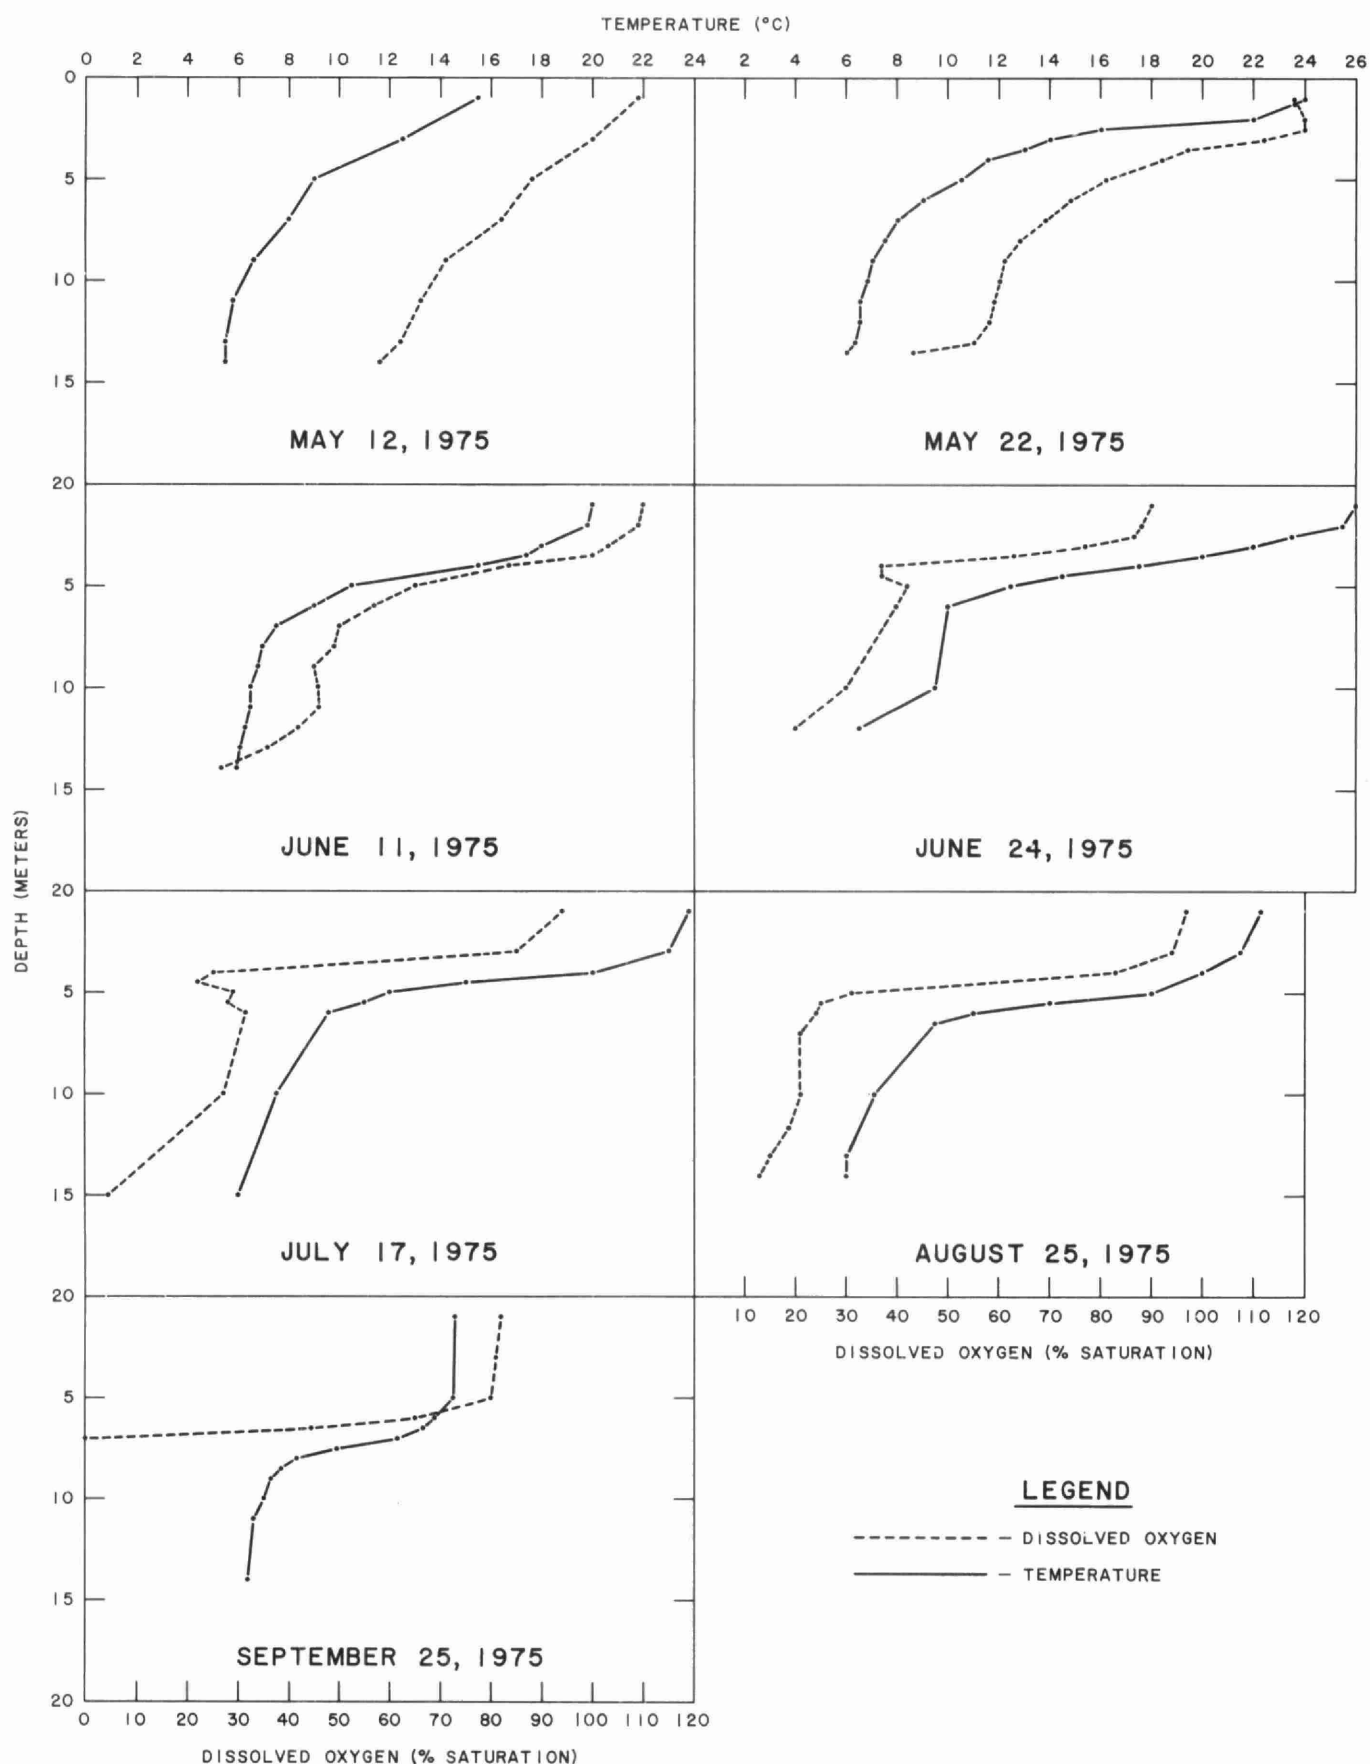 TEMPERATURE (°C)
0 2 4 6 8 10 12 14 16 18 20 22 24 2 4 6 8 10 12 14 16 18 20 22 24 26
0
5
10
15
MAY 12, 1975
MAY 22, 1975
20
5
10
15
JUNE 11, 1975
JUNE 24, 1975
DEPTH (METERS)
20
5
10
15
JULY 17, 1975
AUGUST 25, 1975
20
10 20 30 40 50 60 70 80 90 100 110 120
DISSOLVED OXYGEN (% SATURATION)
5
10
15
LEGEND
- DISSOLVED OXYGEN
- TEMPERATURE
SEPTEMBER 25, 1975
20
0 10 20 30 40 50 60 70 80 90 100 110 120
DISSOLVED OXYGEN (% SATURATION)